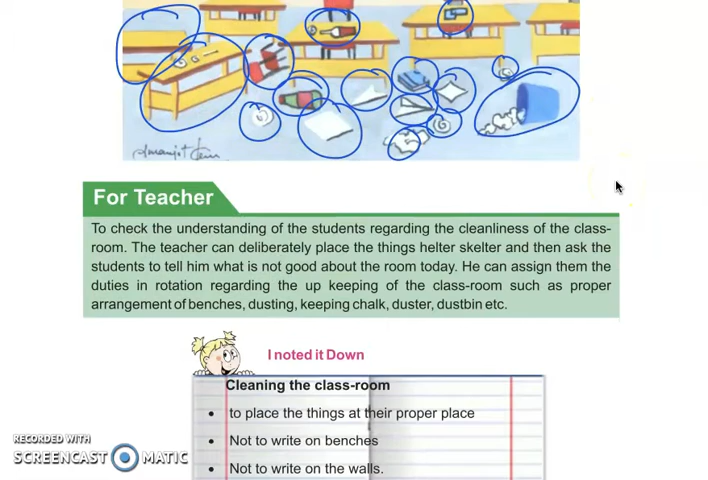 For Teacher
To check the understanding of the students regarding the cleanliness of the class-
room. The teacher can deliberately place the things helter skelter and then ask the
students to tell him what is not good about the room today. He can assign them the
duties in rotation regarding the up keeping of the class-room such as proper
arrangement of benches, dusting, keeping chalk, duster, dustbin etc.
I noted it Down
Cleaning the class-room
• to place the things at their proper place
• Not to write on benches
• Not to write on the walls.
RECORDED WITH
SCREENCAST MATIC